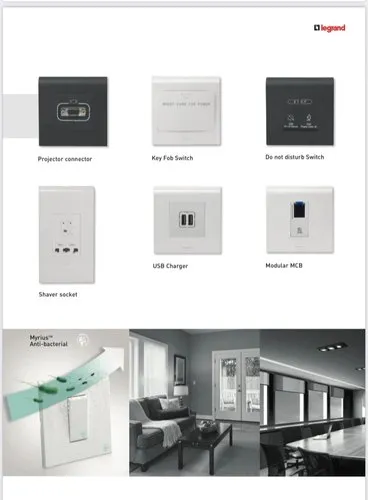 legrand
Projector connector
Key Fob Switch
Do not disturb Switch
Shaver socket
USB Charger
Modular MCB
Myrius™
Anti-bacterial